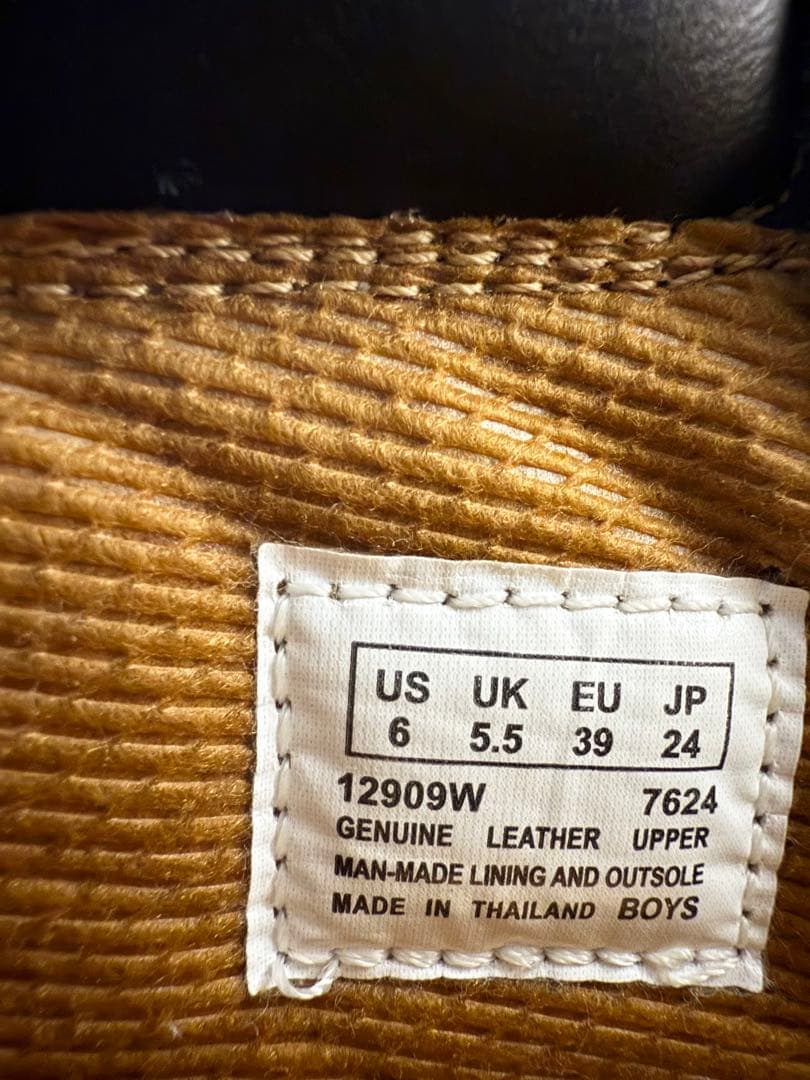 US UK EU JP
6 5.5 39 24
12909W 7624
GENUINE LEATHER UPPER
MAN-MADE LINING AND OUTSOLE
MADE IN THAILAND BOYS